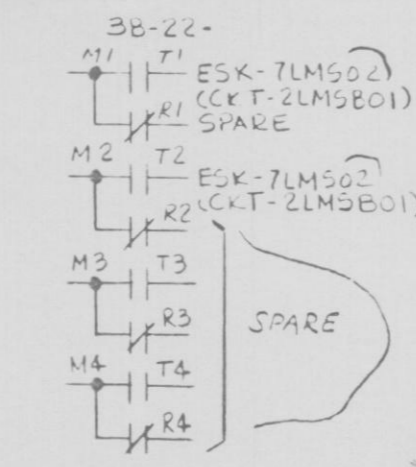 3B-22-
M1 T1 ESK-7LMS02
(CKT-2LMSB01)
R1 SPARE
M2 T2 ESK-7LMS02
(CKT-2LMSB01)
R2
M3 T3
R3 SPARE
M4 T4
R4